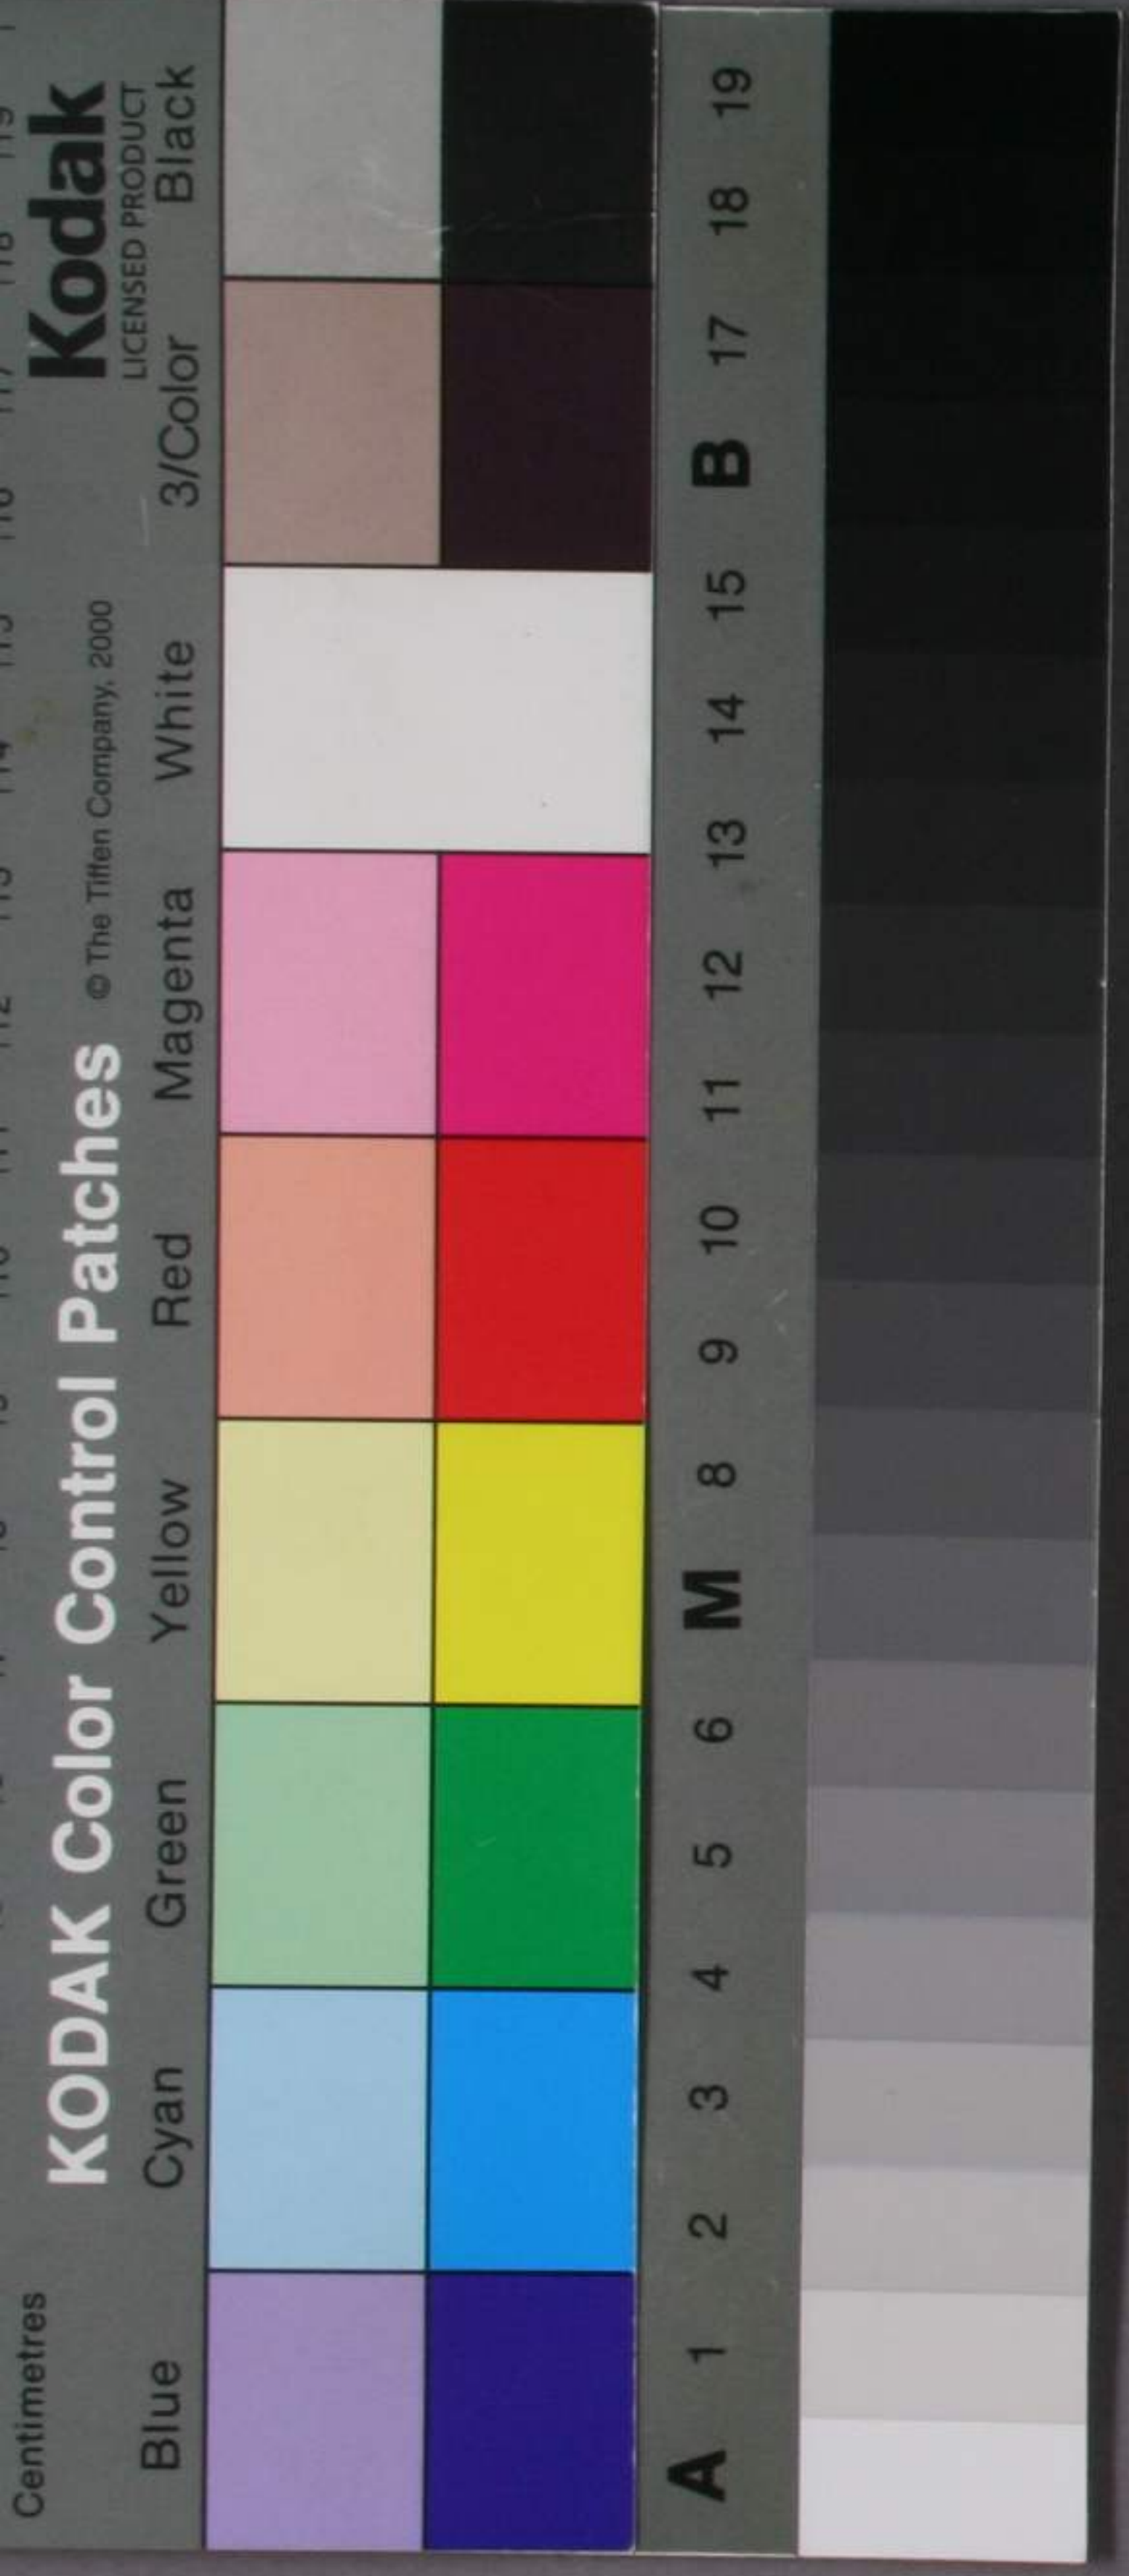 Centimetres
KODAK Color Control Patches © The Tiffen Company, 2000
Kodak
LICENSED PRODUCT
Blue Cyan Green Yellow Red Magenta White 3/Color Black
A 1 2 3 4 5 6 M 8 9 10 11 12 13 14 15 B 17 18 19